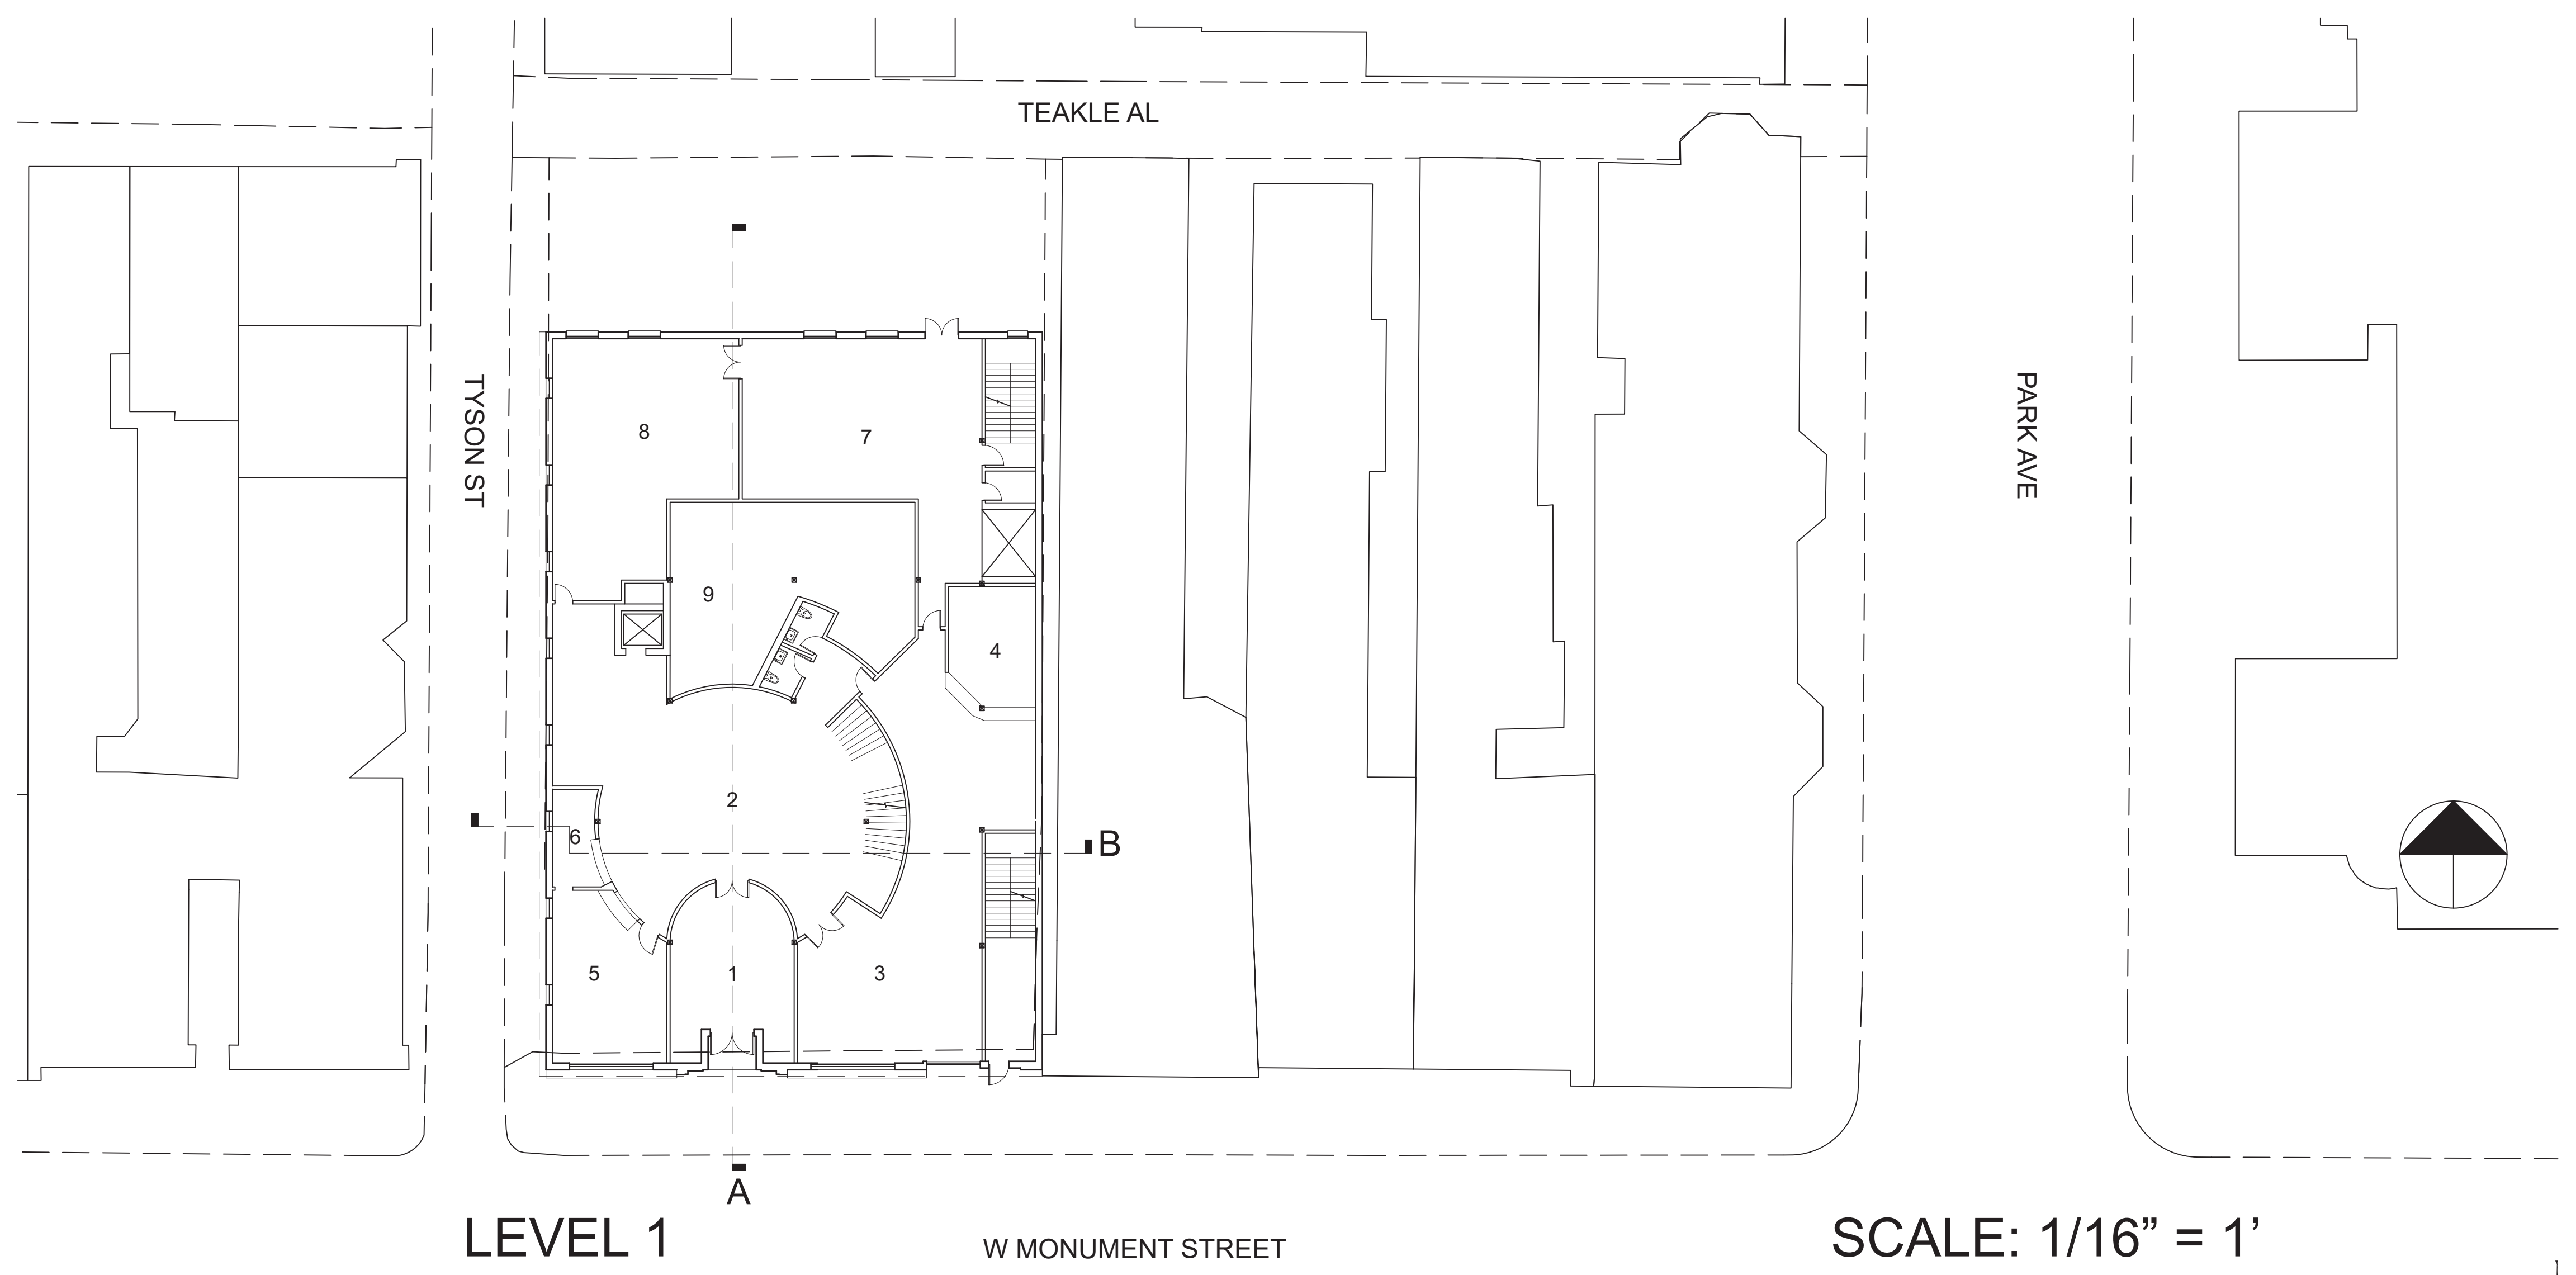 TEAKLE AL
TYSON ST
PARK AVE
8
7
9
4
2
6
B
5
1
3
A
LEVEL 1
W MONUMENT STREET
SCALE: 1/16” = 1’